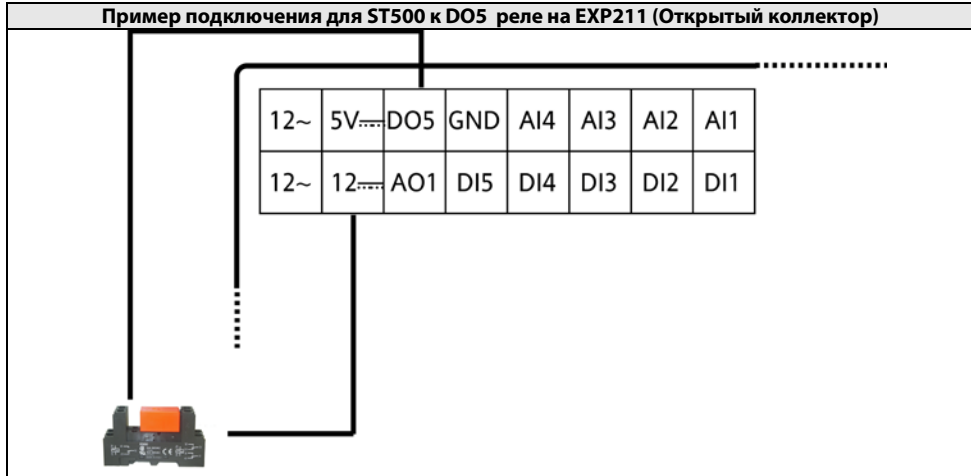 Пример подключения для ST500 к DO5 реле на EXP211 (Открытый коллектор)
12~ 5V⎓ DO5 GND AI4 AI3 AI2 AI1
12~ 12⎓ AO1 DI5 DI4 DI3 DI2 DI1